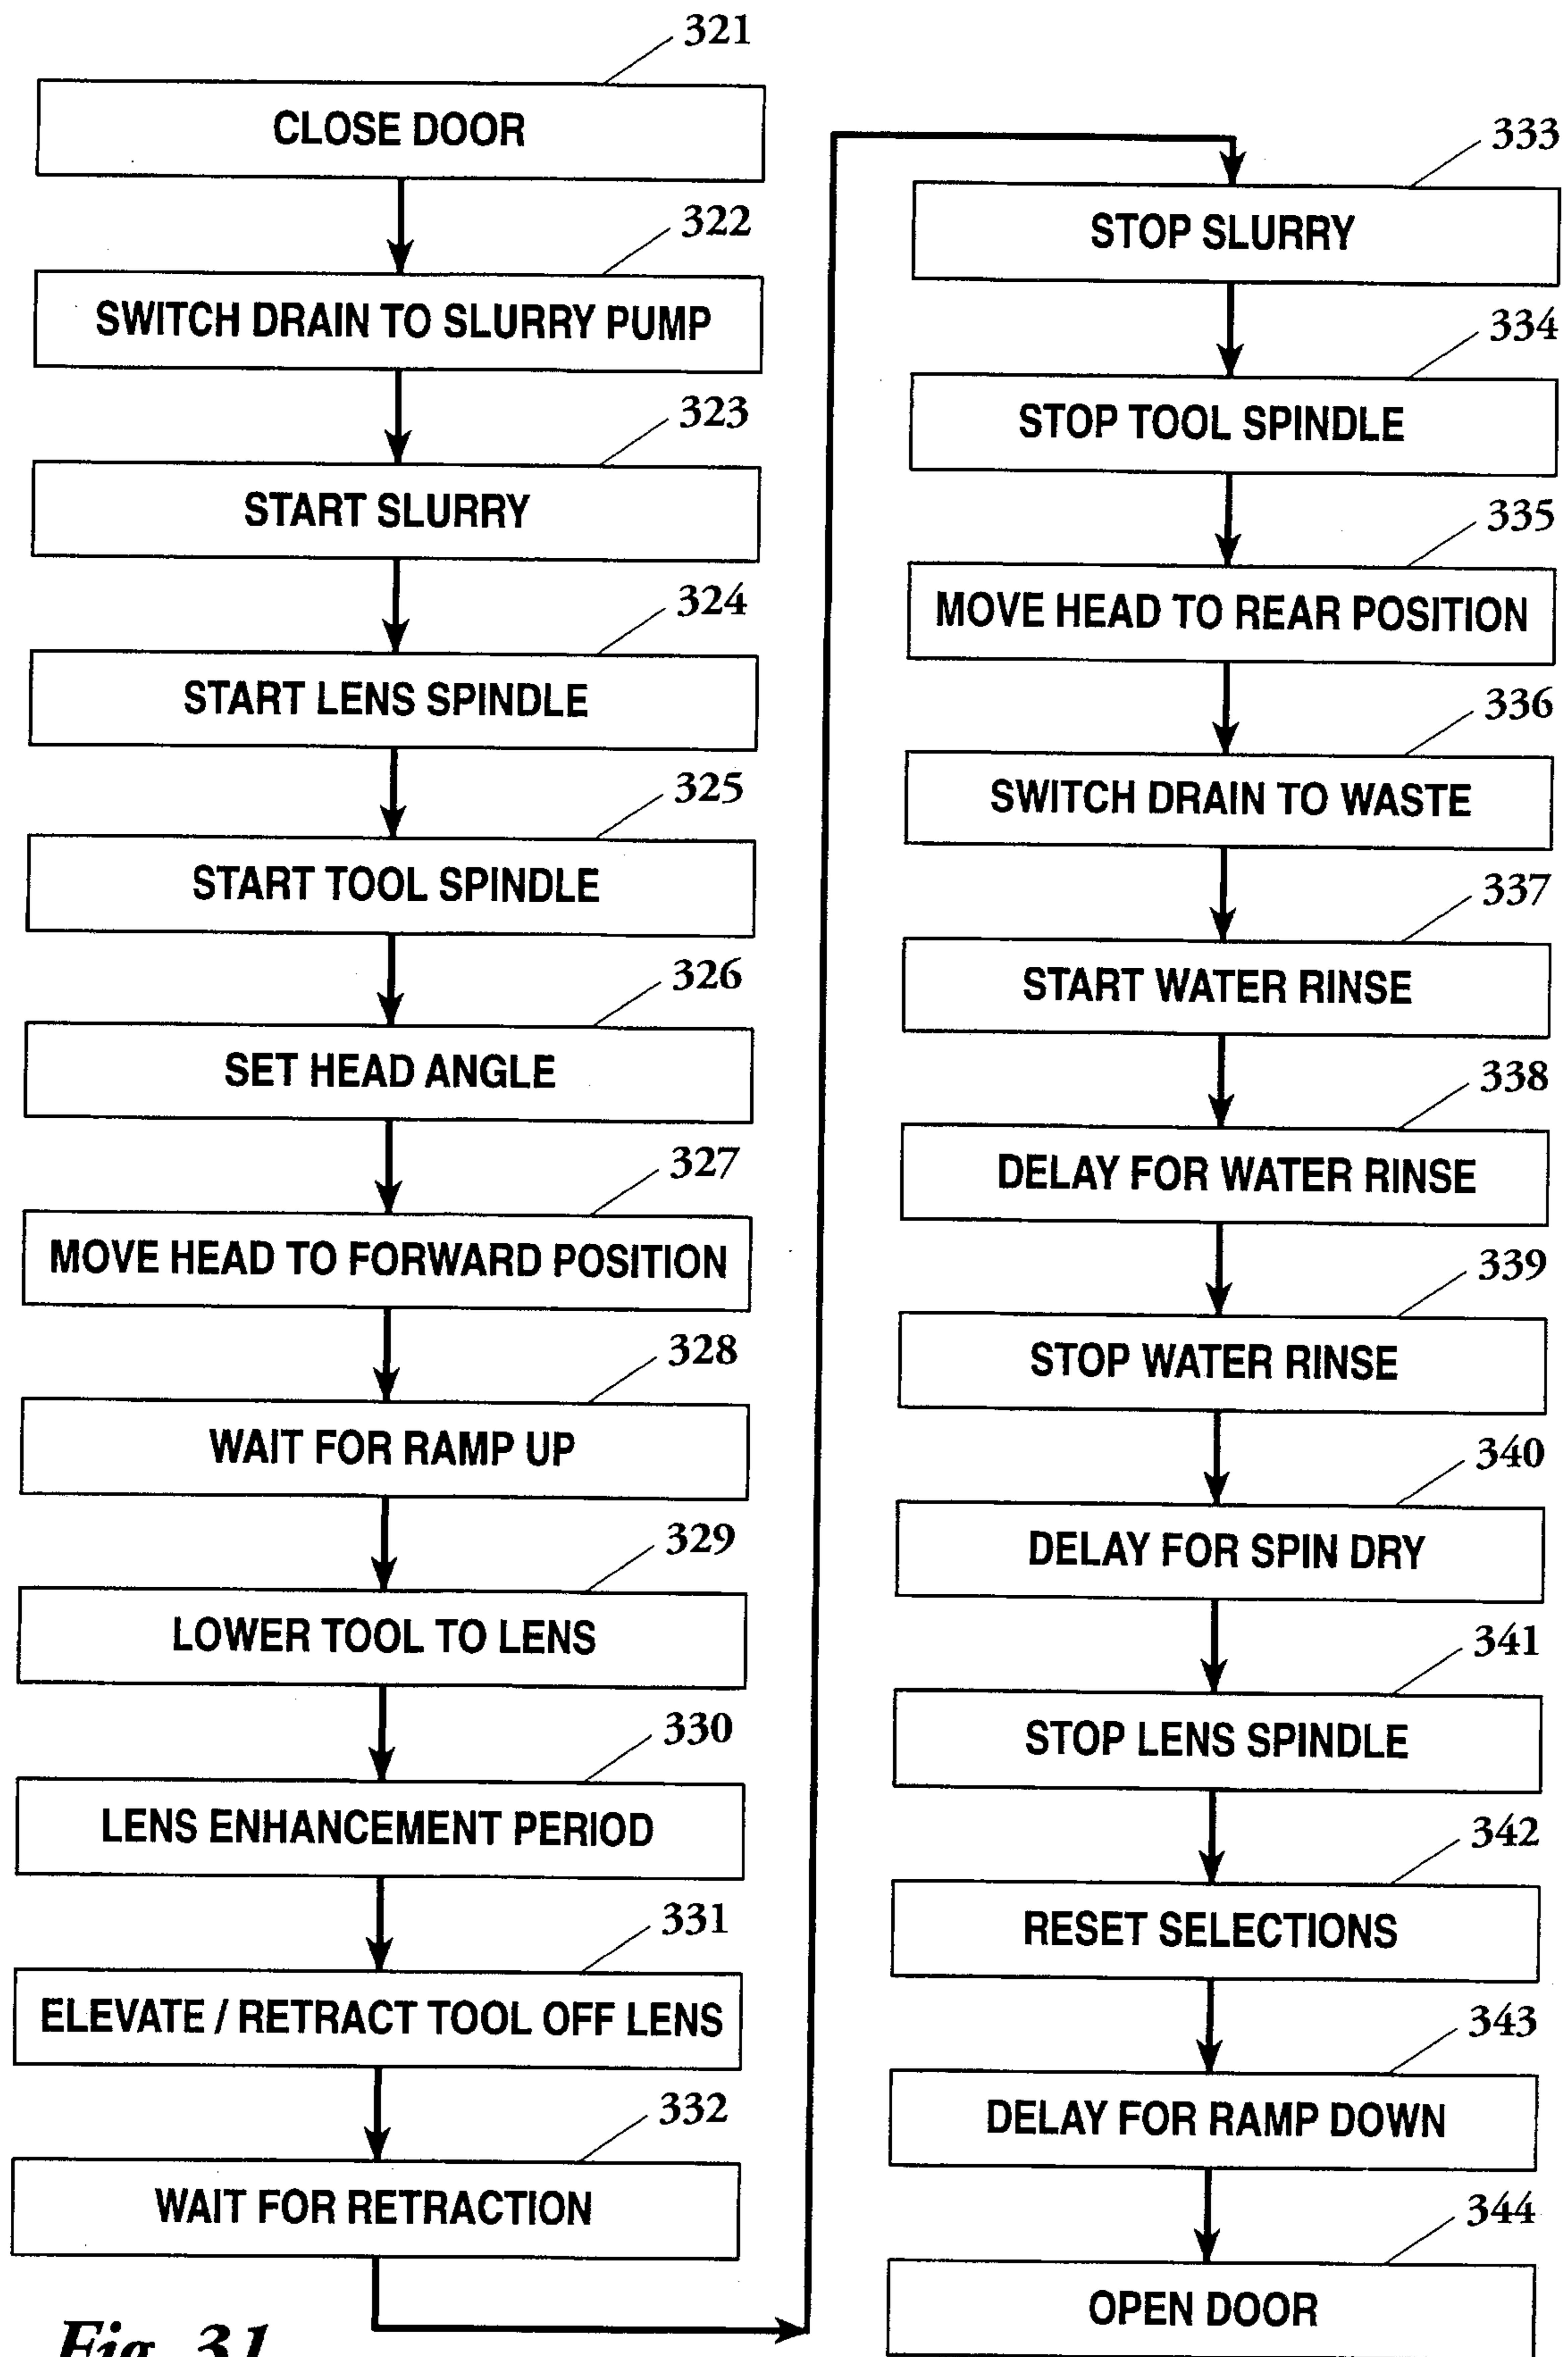 321
CLOSE DOOR
322
SWITCH DRAIN TO SLURRY PUMP
323
START SLURRY
324
START LENS SPINDLE
325
START TOOL SPINDLE
326
SET HEAD ANGLE
327
MOVE HEAD TO FORWARD POSITION
328
WAIT FOR RAMP UP
329
LOWER TOOL TO LENS
330
LENS ENHANCEMENT PERIOD
331
ELEVATE / RETRACT TOOL OFF LENS
332
WAIT FOR RETRACTION
333
STOP SLURRY
334
STOP TOOL SPINDLE
335
MOVE HEAD TO REAR POSITION
336
SWITCH DRAIN TO WASTE
337
START WATER RINSE
338
DELAY FOR WATER RINSE
339
STOP WATER RINSE
340
DELAY FOR SPIN DRY
341
STOP LENS SPINDLE
342
RESET SELECTIONS
343
DELAY FOR RAMP DOWN
344
OPEN DOOR
Fig. 31